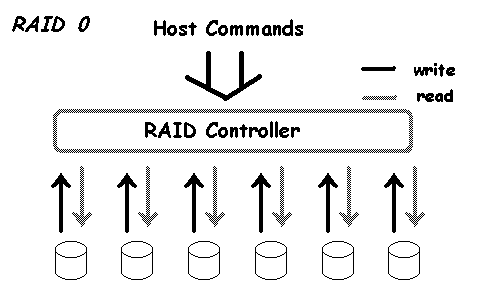 RAID 0
Host Commands
write
read
RAID Controller